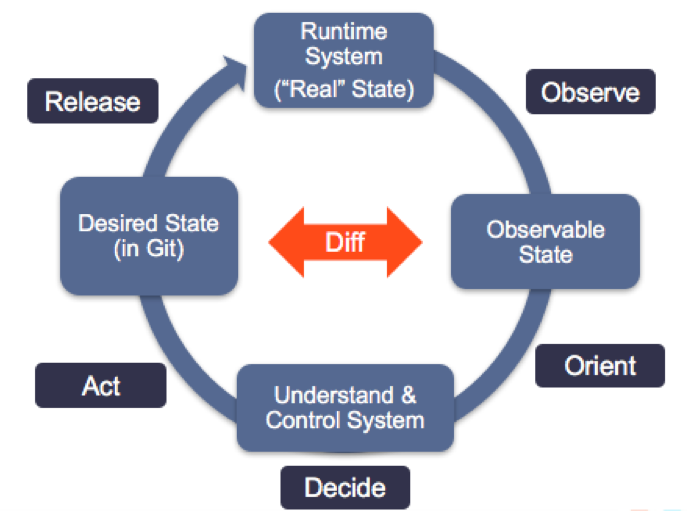 Runtime
System
(“Real” State)
Release
Observe
Desired State
(in Git)
Diff
Observable
State
Act
Orient
Understand &
Control System
Decide